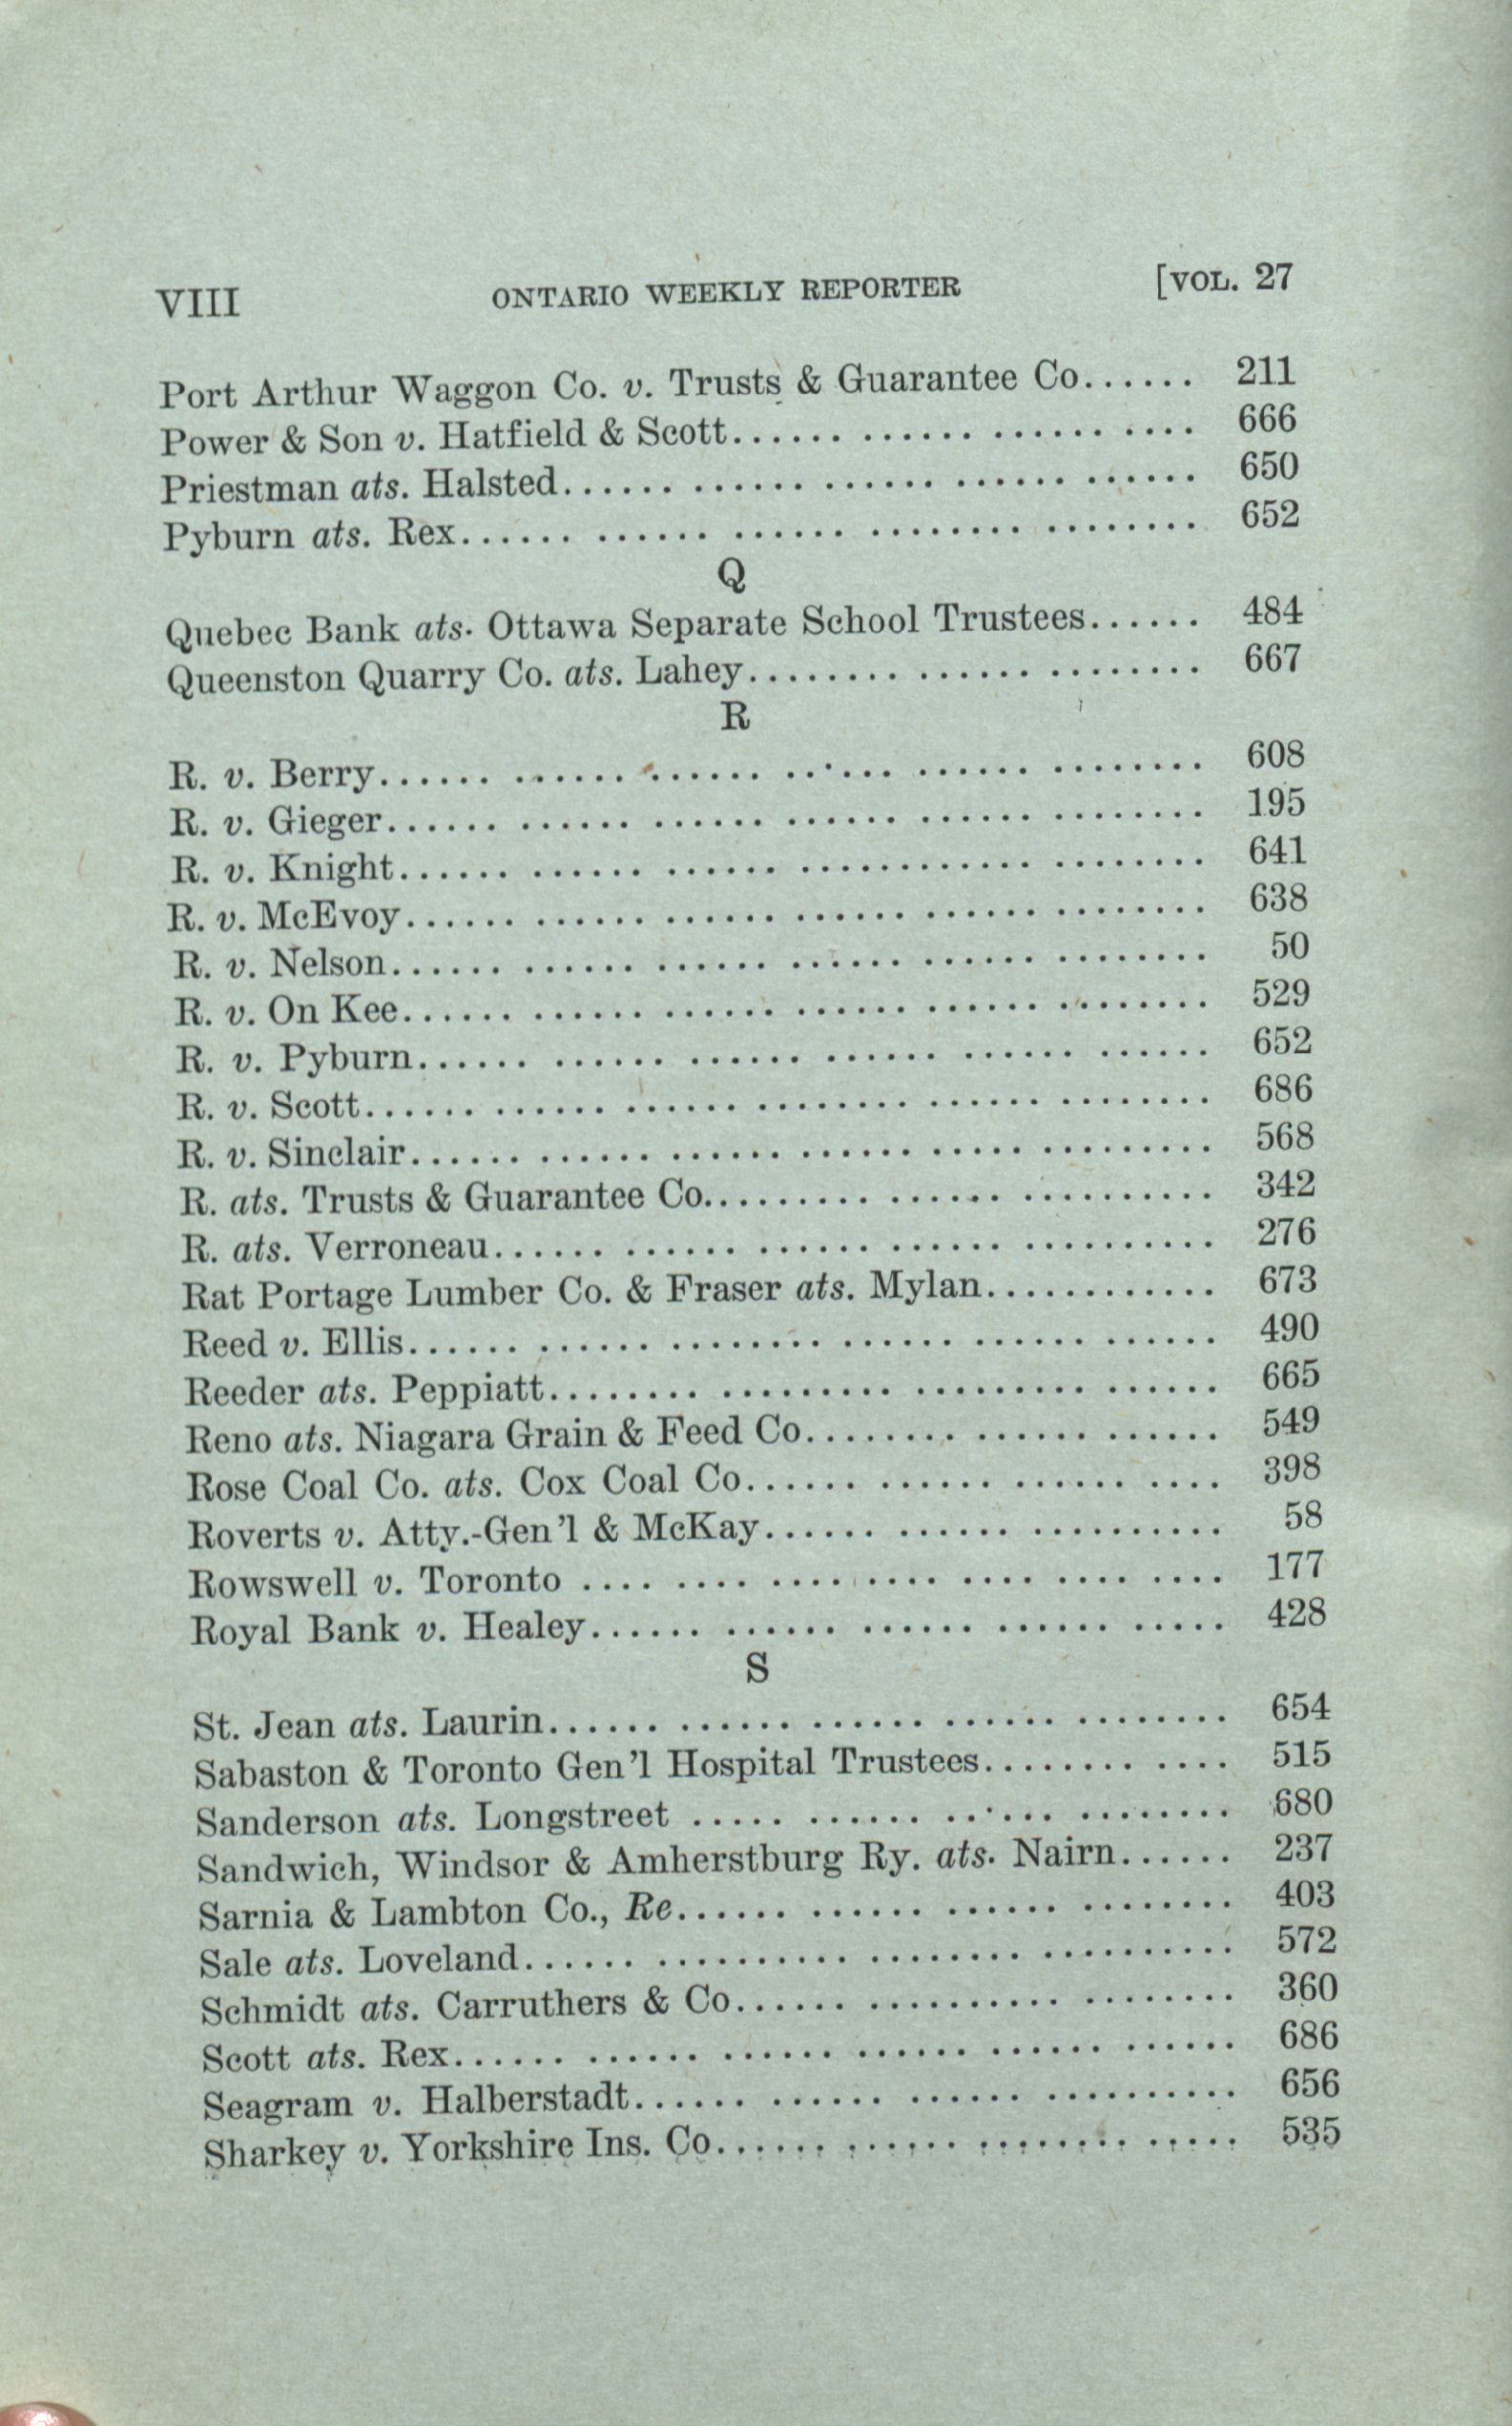 VIII ONTARIO WEEKLY REPORTER [VOL. 27
Port Arthur Waggon Co. v. Trusts & Guarantee Co...... 211
Power & Son v. Hatfield & Scott...... ...... ...... .... 666
Priestman ats. Halsted...... ...... ...... ...... ...... 650
Pyburn ats. Rex...... ...... ...... ........ ........ 652
Q
Quebec Bank ats. Ottawa Separate School Trustees...... 484
Queenston Quarry Co. ats. Lahey........ ...... ........ 667
R
R. v. Berry...... ...... ...... ...... ...... ........ 608
R. v. Gieger...... ...... ...... ...... ...... ........ 195
R. v. Knight...... ...... ...... ............ ........ 641
R. v. McEvoy...... ...... ...... ...... ...... ........ 638
R. v. Nelson...... ...... ...... ...... ...... ........ 50
R. v. On Kee...... ...... ...... ...... ...... ........ 529
R. v. Pyburn...... ...... ...... ...... ...... ...... 652
R. v. Scott...... ...... ...... ........ ...... ........ 686
R. v. Sinclair...... ...... ...... ...... ..... ......... 568
R. ats. Trusts & Guarantee Co......... ...... .......... 342
R. ats. Verroneau...... ...... ...... ...... .......... 276
Rat Portage Lumber Co. & Fraser ats. Mylan............ 673
Reed v. Ellis...... ...... ........ ...... ...... ...... 490
Reeder ats. Peppiatt........ ......... ......... ...... 665
Reno ats. Niagara Grain & Feed Co........ ...... ...... 549
Rose Coal Co. ats. Cox Coal Co...... ...... ...... .... 398
Roverts v. Atty.-Gen'l & McKay...... ...... .......... 58
Rowswell v. Toronto .... .... .... .... .... .... .... 177
Royal Bank v. Healey...... ...... ...... ...... ..... 428
S
St. Jean ats. Laurin...... ...... ...... ...... ........ 654
Sabaston & Toronto Gen'l Hospital Trustees........ .... 515
Sanderson ats. Longstreet ..... ...... ...... ........ 680
Sandwich, Windsor & Amherstburg Ry. ats. Nairn...... 237
Sarnia & Lambton Co., Re...... ...... ...... ........ 403
Sale ats. Loveland...... .......... ........ .......... 572
Schmidt ats. Carruthers & Co...... .......... ........ 360
Scott ats. Rex...... ...... ...... ...... ...... ...... 686
Seagram v. Halberstadt...... ...... ...... .......... 656
Sharkey v. Yorkshire Ins. Co...... ...... ........ ..... 535